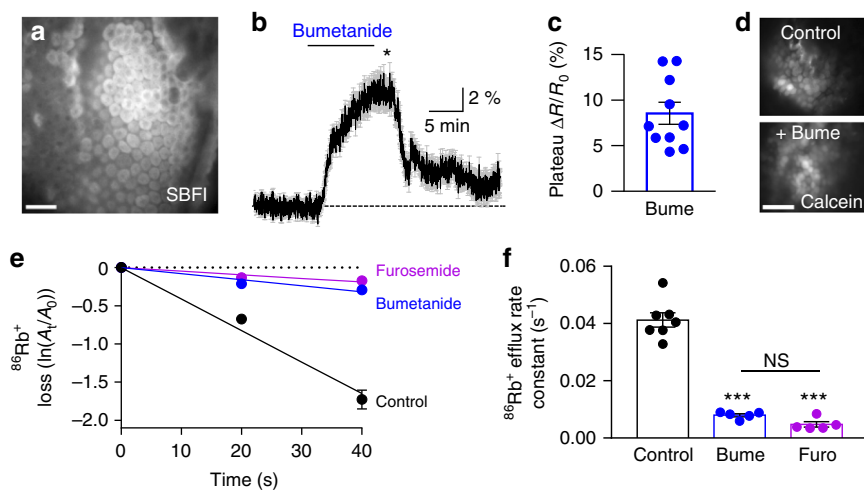 a
SBFI
b
Bumetanide
*
2 %
5 min
c
Plateau ΔR/R0 (%)
15
10
5
0
Bume
d
Control
+ Bume
Calcein
e
86Rb+
loss (ln(At/A0))
0
−0.5
−1.0
−1.5
−2.0
Furosemide
Bumetanide
Control
0
10
20
30
40
Time (s)
f
86Rb+ efflux rate
constant (s−1)
0.06
0.04
0.02
0.00
NS
***
***
Control
Bume
Furo